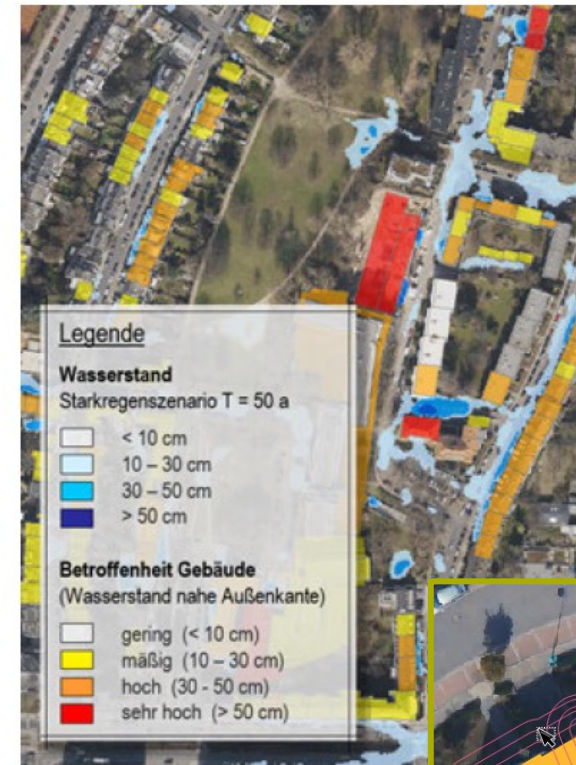 Legende
Wasserstand
Starkregenszenario T = 50 a
< 10 cm
10 – 30 cm
30 – 50 cm
> 50 cm
Betroffenheit Gebäude
(Wasserstand nahe Außenkante)
gering (< 10 cm)
mäßig (10 – 30 cm)
hoch (30 - 50 cm)
sehr hoch (> 50 cm)